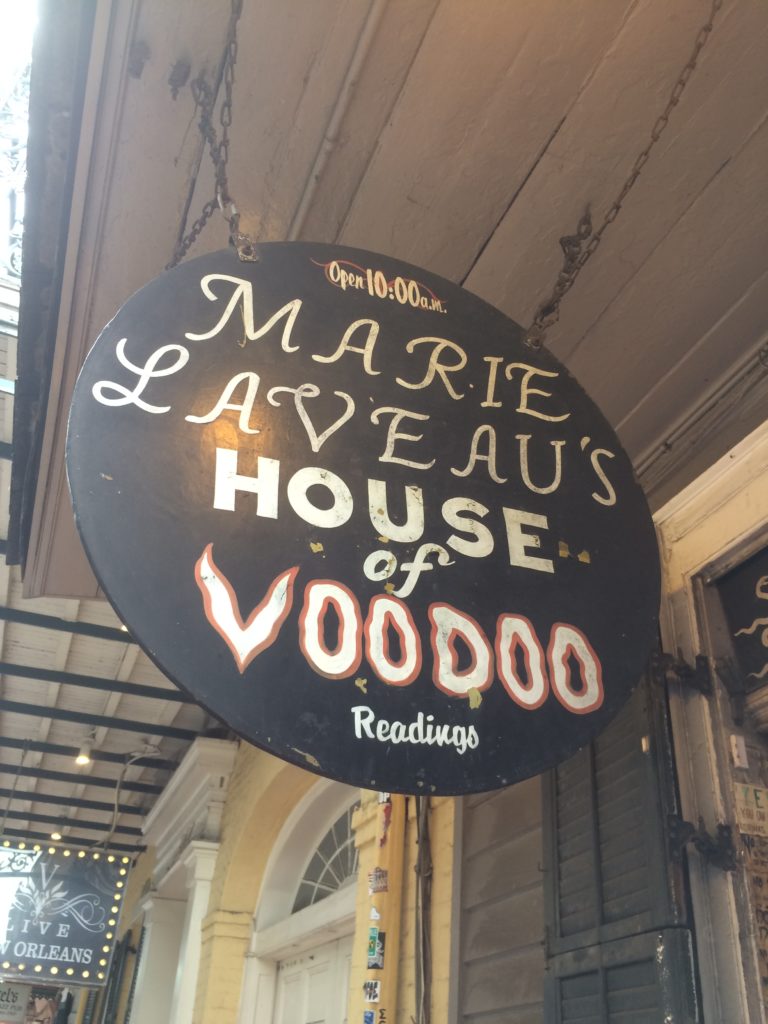 Open 10:00 a.m.
MARIE
LAVEAU'S
HOUSE
of
VOODOO
Readings
LIVE
ORLEANS